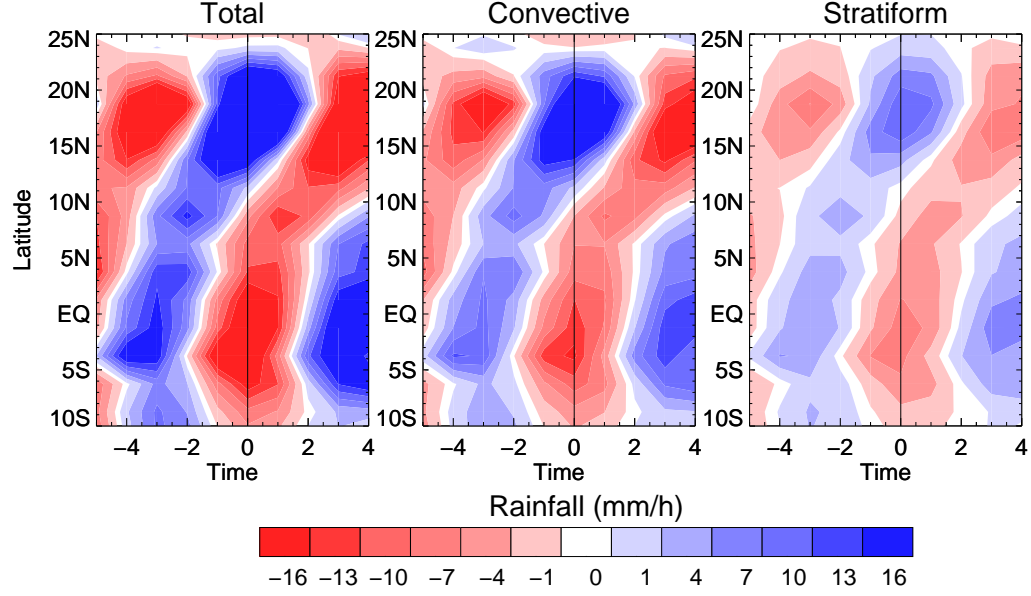 Total Convective Stratiform
25N 25N 25N
20N 20N 20N
15N 15N 15N
10N 10N 10N
Latitude
5N 5N 5N
EQ EQ EQ
5S 5S 5S
10S 10S 10S
−4 −2 0 2 4 −4 −2 0 2 4 −4 −2 0 2 4
Time Time Time
Rainfall (mm/h)
−16 −13 −10 −7 −4 −1 0 1 4 7 10 13 16